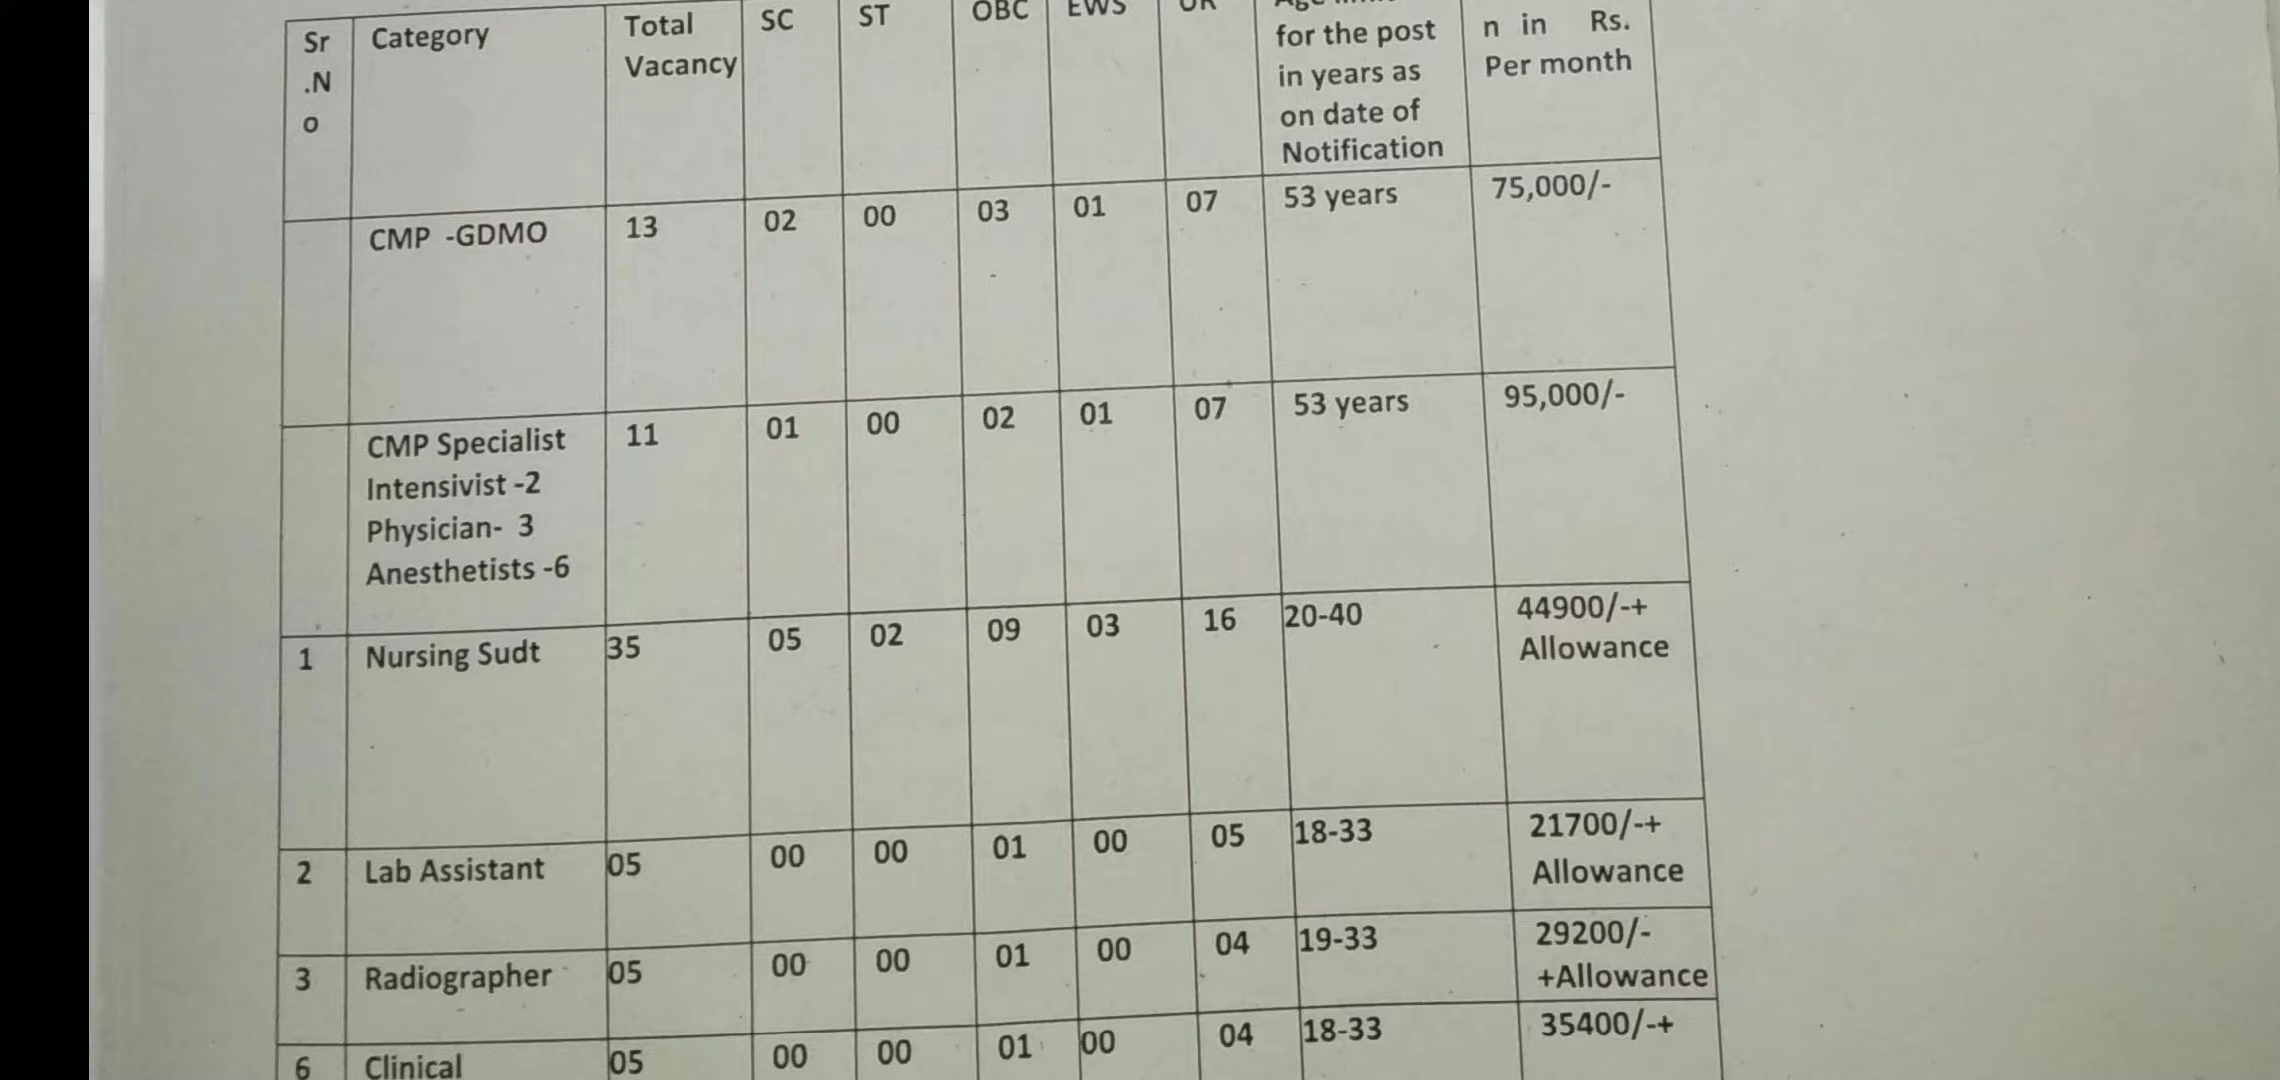 Sr .No Category Total Vacancy SC ST OBC EWS UR for the post in years as on date of Notification n in Rs. Per month
CMP -GDMO 13 02 00 03 01 07 53 years 75,000/-
CMP Specialist 11 01 00 02 01 07 53 years 95,000/-
Intensivist -2
Physician- 3
Anesthetists -6
1 Nursing Sudt 35 05 02 09 03 16 20-40 44900/-+
Allowance
2 Lab Assistant 05 00 00 01 00 05 18-33 21700/-+
Allowance
3 Radiographer 05 00 00 01 00 04 19-33 29200/-
+Allowance
6 Clinical 05 00 00 01 00 04 18-33 35400/-+